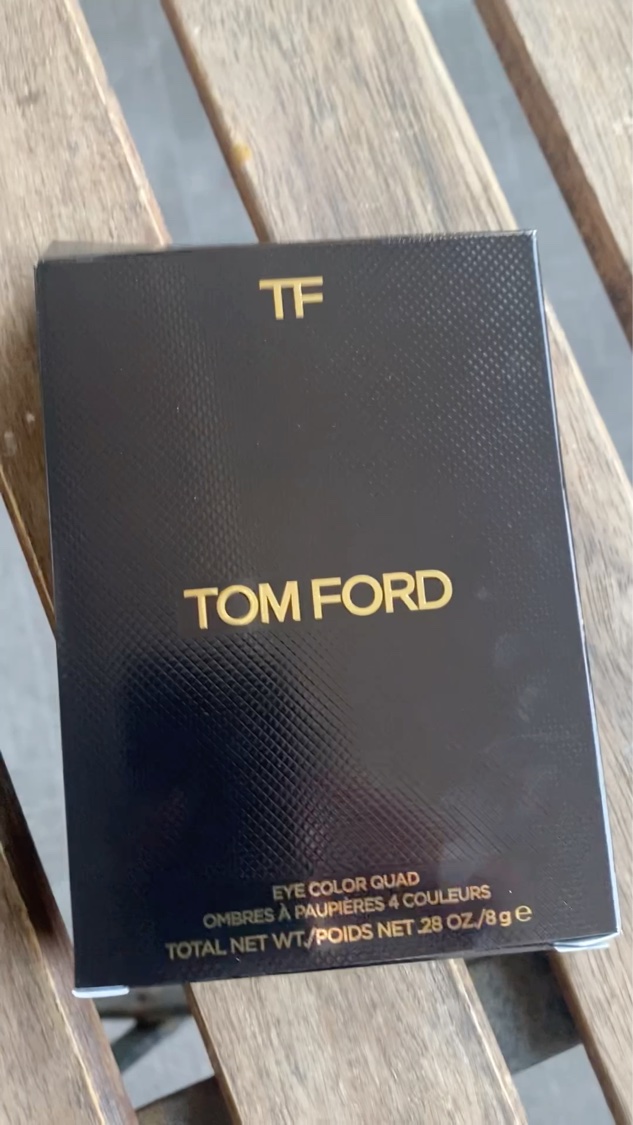 TF
TOM FORD
EYE COLOR QUAD
OMBRES À PAUPIÈRES 4 COULEURS
TOTAL NET WT./POIDS NET .28 OZ./8 g ℮